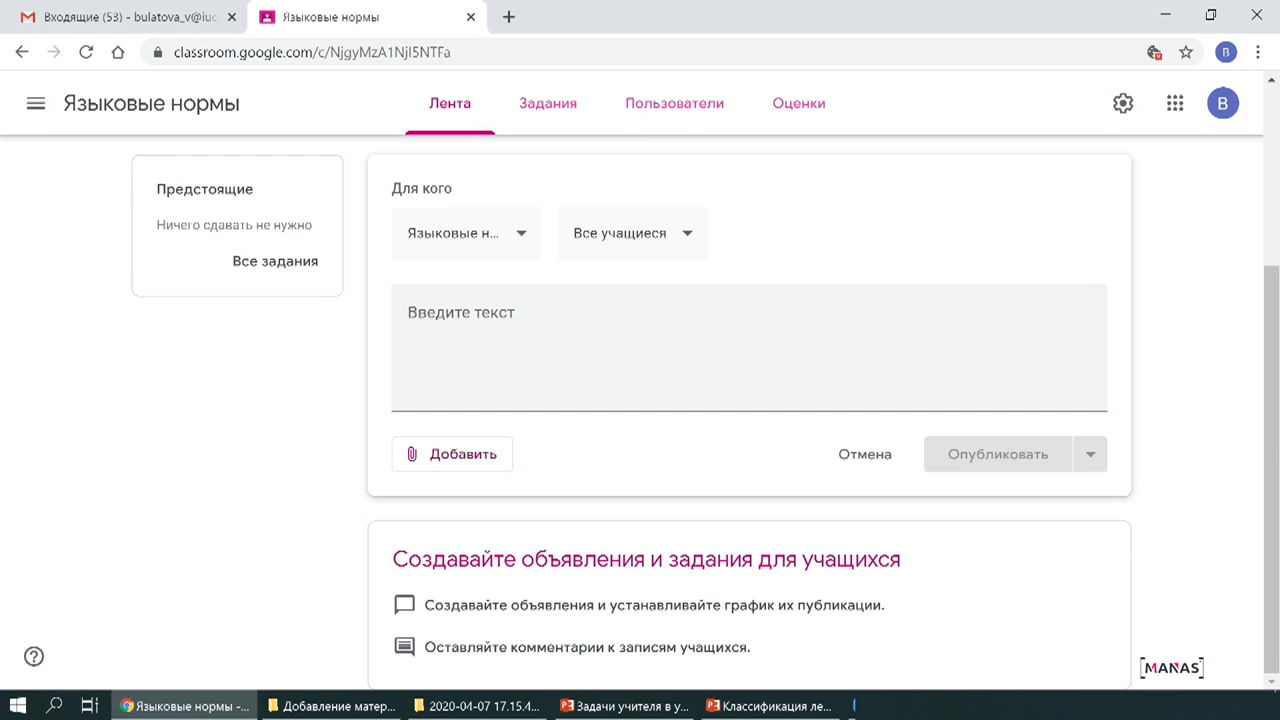 Входящие (53) - bulatova_v@iuc
Языковые нормы
classroom.google.com/c/NjgyMzA1NjI5NTFa
B
Языковые нормы
Лента
Задания
Пользователи
Оценки
B
Предстоящие
Ничего сдавать не нужно
Все задания
Для кого
Языковые н...
Все учащиеся
Введите текст
Добавить
Отмена
Опубликовать
Создавайте объявления и задания для учащихся
Создавайте объявления и устанавливайте график их публикации.
Оставляйте комментарии к записям учащихся.
[MANAS]
Языковые нормы -...
Добавление матер...
2020-04-07 17.15.4...
Задачи учителя в у...
Классификация ле...